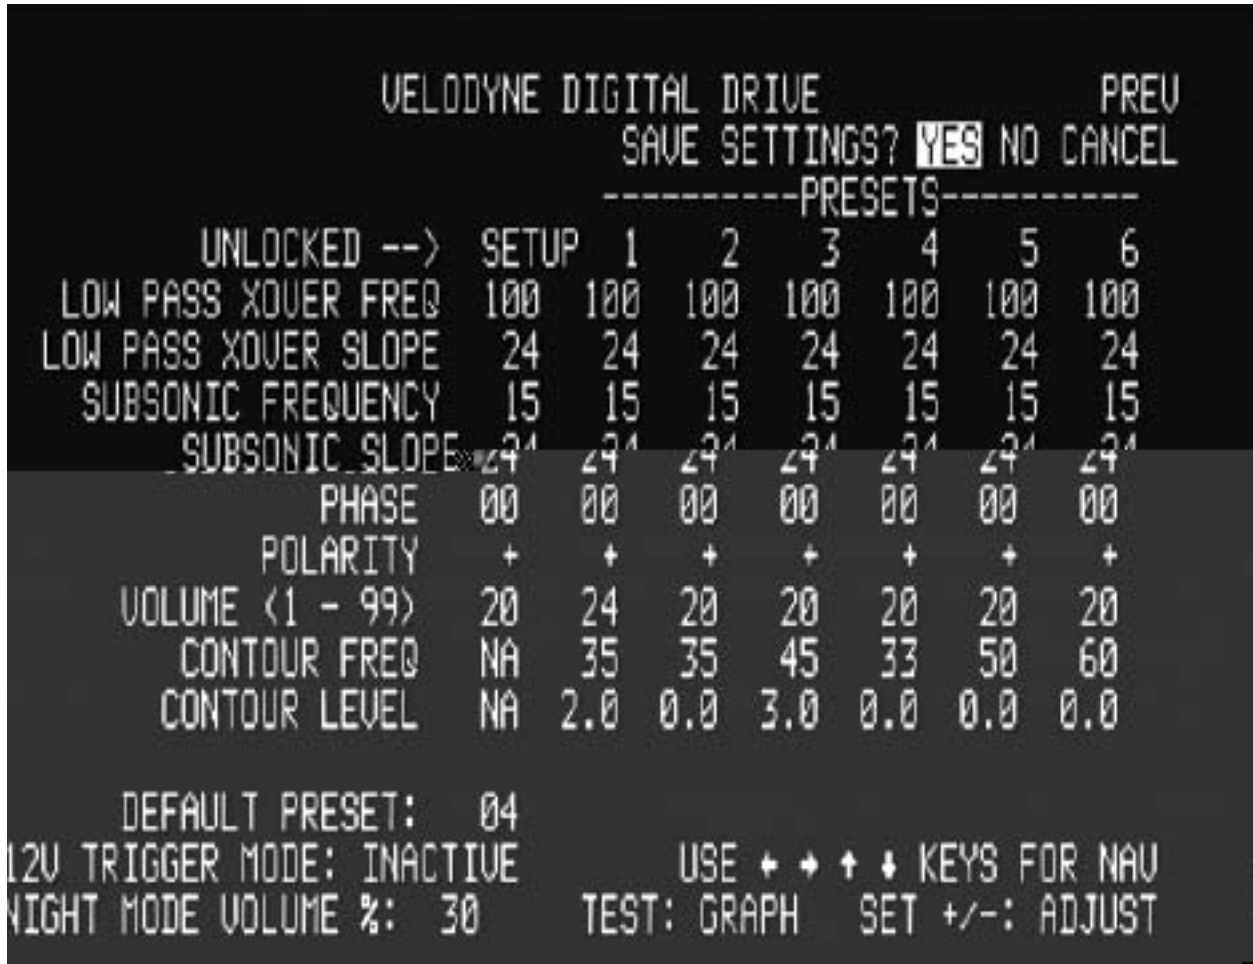 VELODYNE DIGITAL DRIVE PREV
SAVE SETTINGS? YES NO CANCEL
----------PRESETS----------
UNLOCKED --> SETUP 1 2 3 4 5 6
LOW PASS XOVER FREQ 100 100 100 100 100 100 100
LOW PASS XOVER SLOPE 24 24 24 24 24 24 24
SUBSONIC FREQUENCY 15 15 15 15 15 15 15
SUBSONIC SLOPE 24 24 24 24 24 24 24
PHASE 00 00 00 00 00 00 00
POLARITY + + + + + + +
VOLUME (1 - 99) 20 24 20 20 20 20 20
CONTOUR FREQ NA 35 35 45 33 50 60
CONTOUR LEVEL NA 2.0 0.0 3.0 0.0 0.0 0.0
DEFAULT PRESET: 04
12V TRIGGER MODE: INACTIVE USE ← → ↑ ↓ KEYS FOR NAV
NIGHT MODE VOLUME %: 30 TEST: GRAPH SET +/-: ADJUST